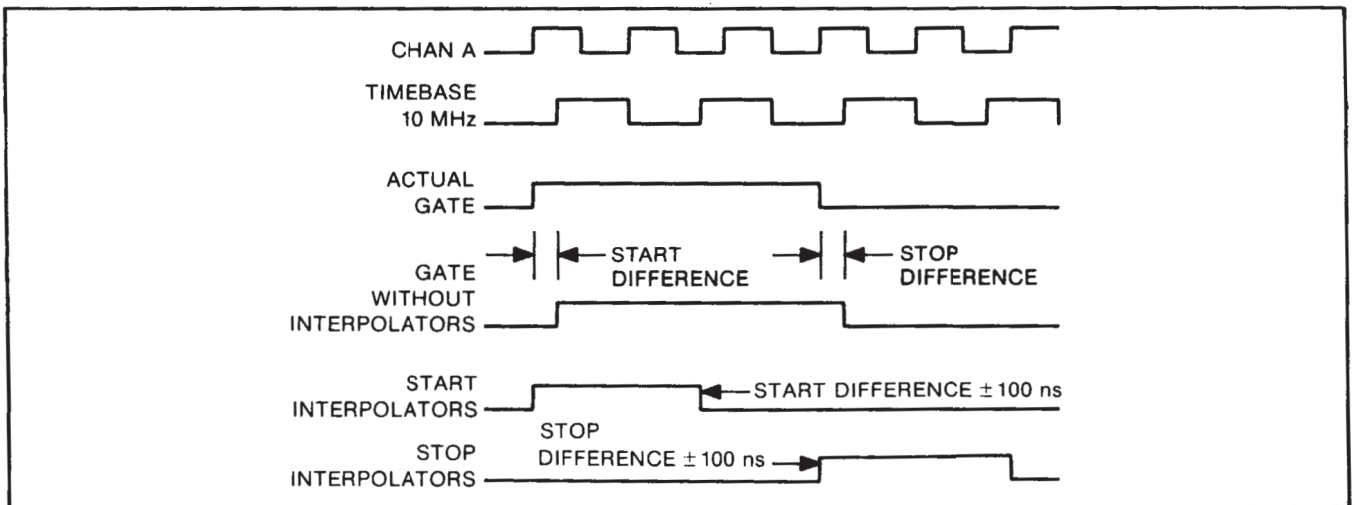 CHAN A
TIMEBASE
10 MHz
ACTUAL
GATE
START
DIFFERENCE
STOP
DIFFERENCE
GATE
WITHOUT
INTERPOLATORS
START
INTERPOLATORS
START DIFFERENCE ± 100 ns
STOP
DIFFERENCE ± 100 ns
STOP
INTERPOLATORS